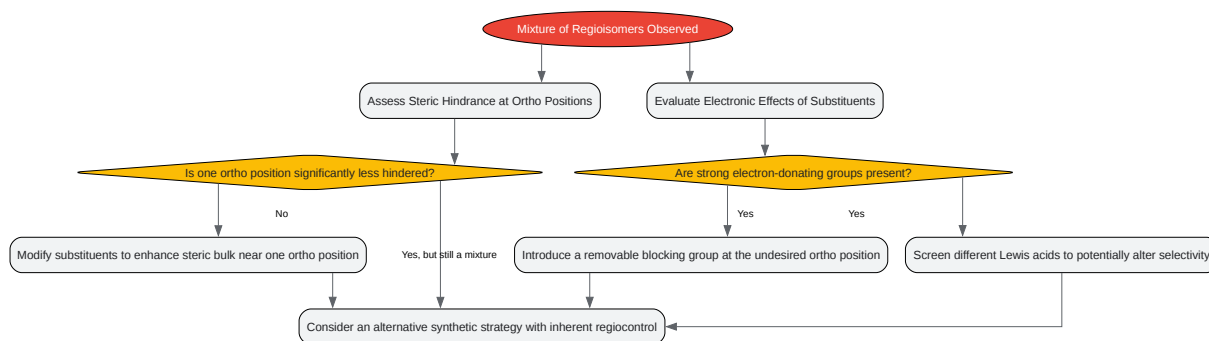 Mixture of Regioisomers Observed
Assess Steric Hindrance at Ortho Positions
Evaluate Electronic Effects of Substituents
Is one ortho position significantly less hindered?
Are strong electron-donating groups present?
No
Yes
Yes
Modify substituents to enhance steric bulk near one ortho position
Yes, but still a mixture
Introduce a removable blocking group at the undesired ortho position
Screen different Lewis acids to potentially alter selectivity
Consider an alternative synthetic strategy with inherent regiocontrol